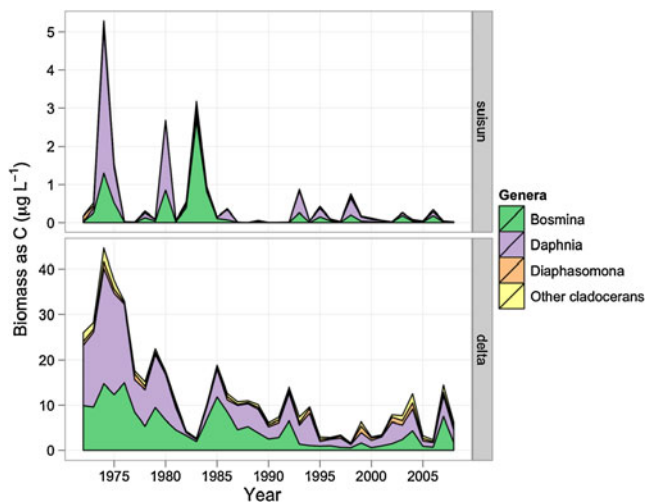 5
4
3
2
1
0
suisun
Biomass as C (µg L⁻¹)
40
30
20
10
0
delta
1975 1980 1985 1990 1995 2000 2005
Year
Genera
Bosmina
Daphnia
Diaphasomona
Other cladocerans